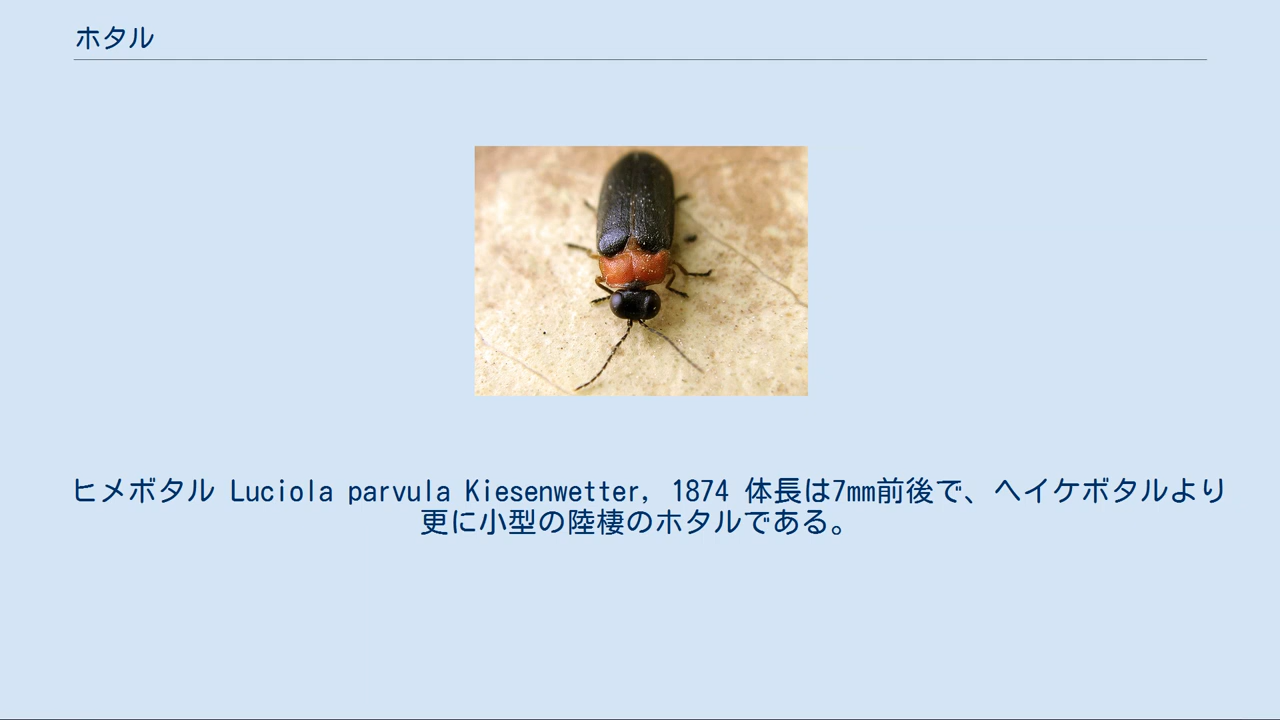 ホタル
ヒメボタル Luciola parvula Kiesenwetter, 1874 体長は7mm前後で、ヘイケボタルより
更に小型の陸棲のホタルである。